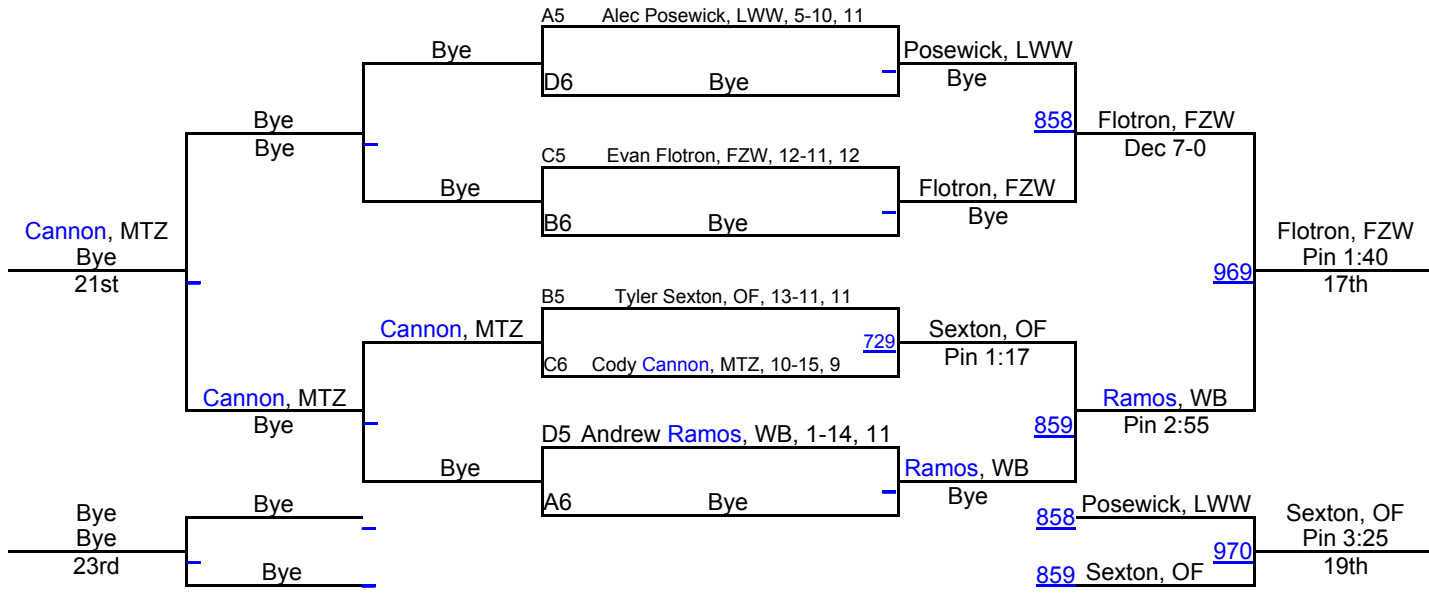 A5 Alec Posewick, LWW, 5-10, 11
Bye
Posewick, LWW
D6 Bye
Bye
Bye
858
Flotron, FZW
Bye
Dec 7-0
C5 Evan Flotron, FZW, 12-11, 12
Bye
Flotron, FZW
B6 Bye
Bye
Cannon, MTZ
Bye
21st
Flotron, FZW
Pin 1:40
969
17th
B5 Tyler Sexton, OF, 13-11, 11
Cannon, MTZ
729
Sexton, OF
Pin 1:17
C6 Cody Cannon, MTZ, 10-15, 9
Cannon, MTZ
Bye
Ramos, WB
859
Pin 2:55
D5 Andrew Ramos, WB, 1-14, 11
Bye
Ramos, WB
A6 Bye
Bye
Bye
Bye
Bye
23rd
Bye
858
Posewick, LWW
970
Sexton, OF
Pin 3:25
19th
859
Sexton, OF